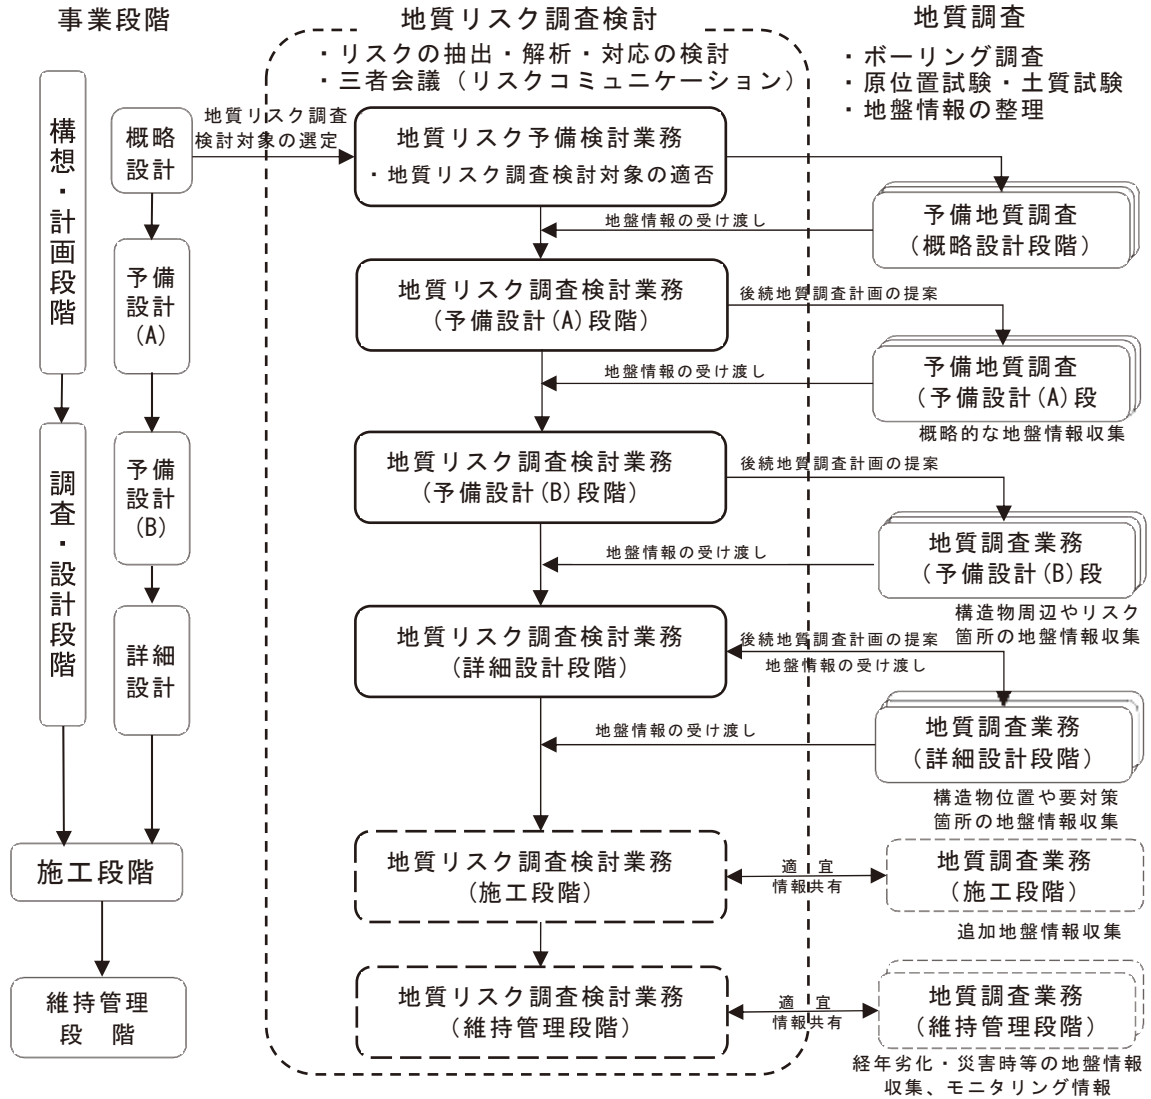 事業段階
地質リスク調査検討
・リスクの抽出・解析・対応の検討
・三者会議（リスクコミュニケーション）
地質調査
・ボーリング調査
・原位置試験・土質試験
・地盤情報の整理
構想・計画段階
調査・設計段階
概略
設計
予備
設計
(A)
予備
設計
(B)
詳細
設計
施工段階
維持管理
段　階
地質リスク調査
検討対象の選定
地質リスク予備検討業務
・地質リスク調査検討対象の適否
地盤情報の受け渡し
予備地質調査
(概略設計段階)
地質リスク調査検討業務
(予備設計(A)段階)
後続地質調査計画の提案
地盤情報の受け渡し
予備地質調査
(予備設計(A)段
概略的な地盤情報収集
地質リスク調査検討業務
(予備設計(B)段階)
後続地質調査計画の提案
地盤情報の受け渡し
地質調査業務
(予備設計(B)段
構造物周辺やリスク
箇所の地盤情報収集
地質リスク調査検討業務
(詳細設計段階)
後続地質調査計画の提案
地盤情報の受け渡し
地盤情報の受け渡し
地質調査業務
(詳細設計段階)
構造物位置や要対策
箇所の地盤情報収集
地質リスク調査検討業務
(施工段階)
適　宜
情報共有
地質調査業務
(施工段階)
追加地盤情報収集
地質リスク調査検討業務
(維持管理段階)
適　宜
情報共有
地質調査業務
(維持管理段階)
経年劣化・災害時等の地盤情報
収集、モニタリング情報